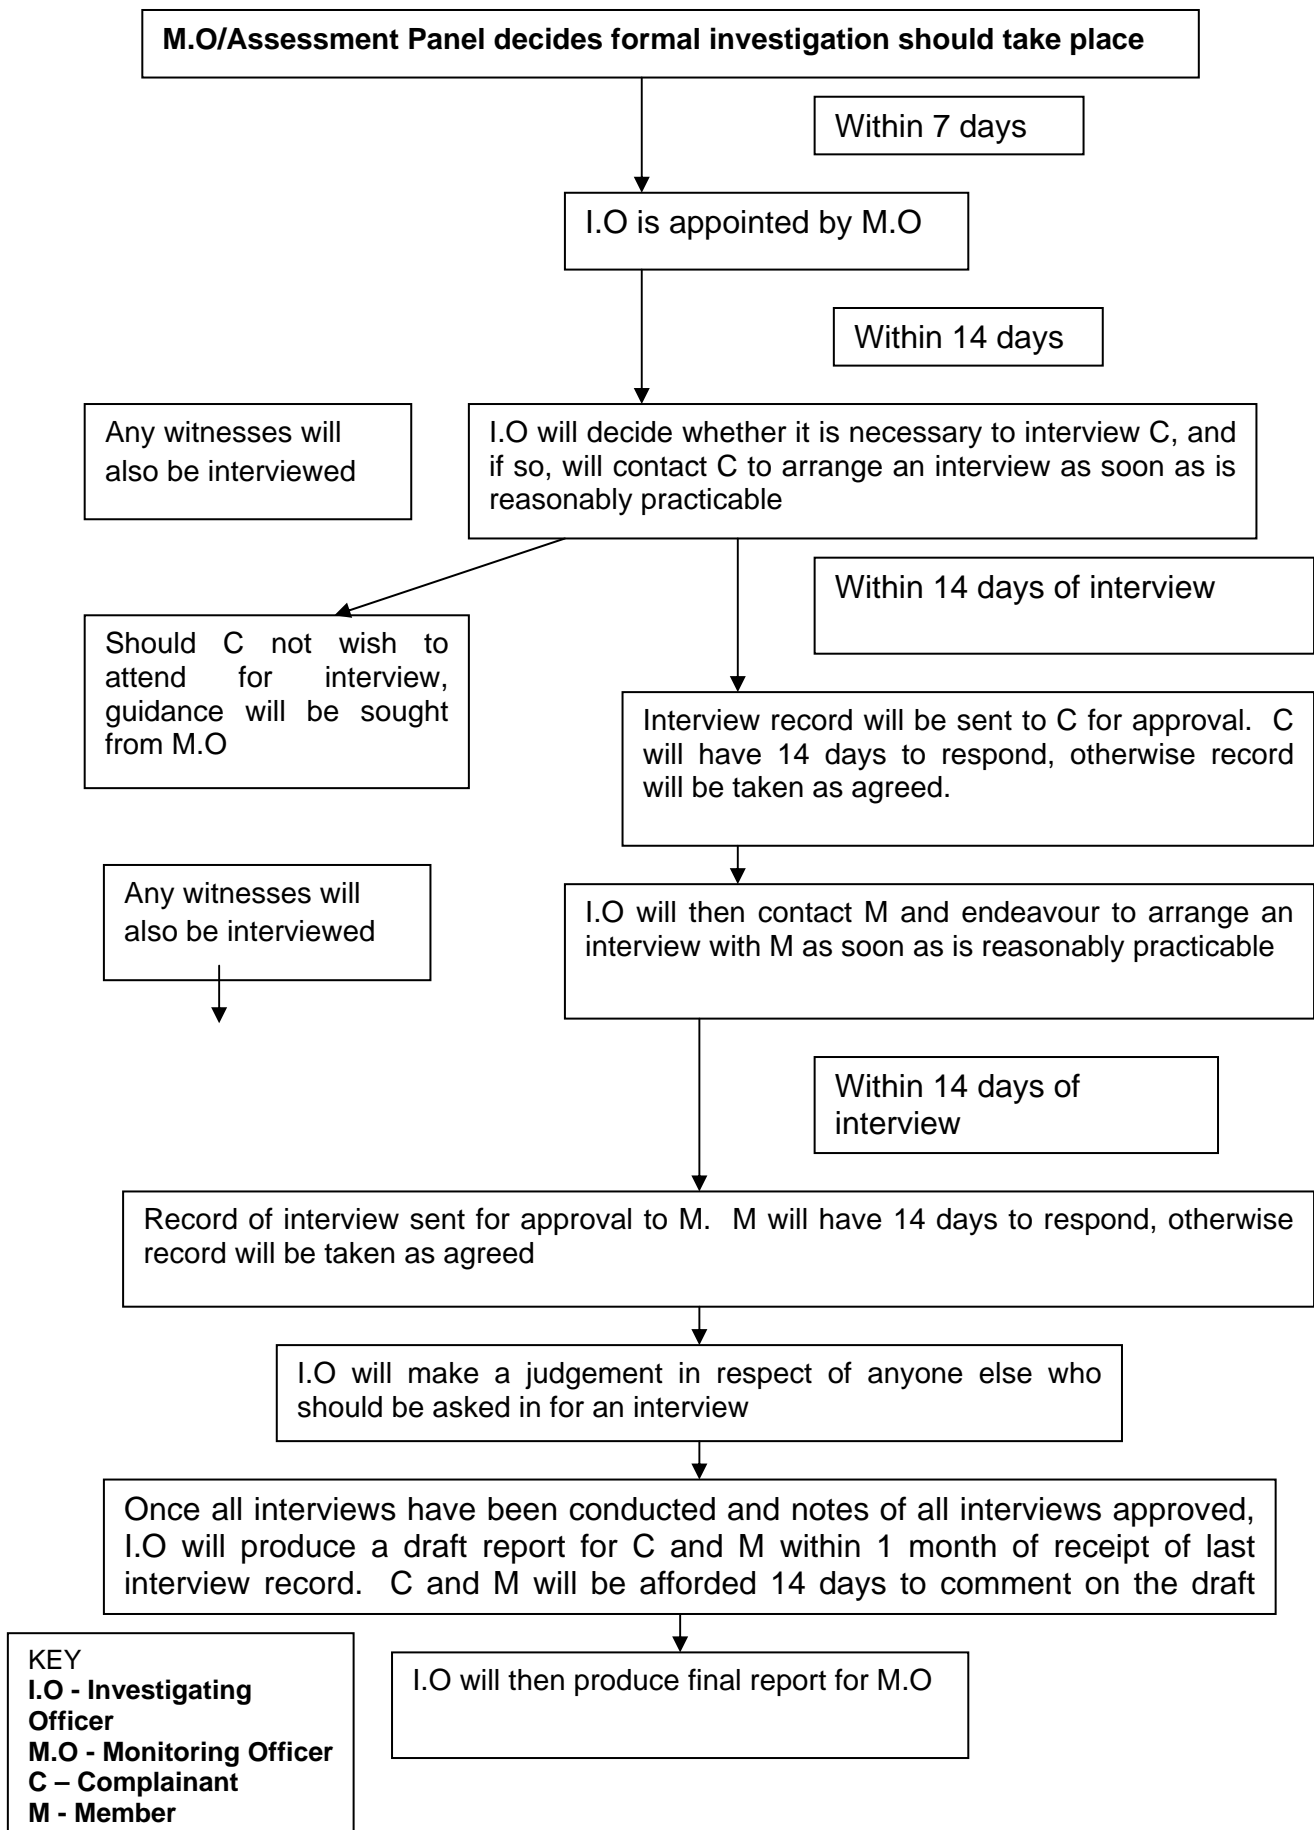 M.O/Assessment Panel decides formal investigation should take place
Within 7 days
I.O is appointed by M.O
Within 14 days
Any witnesses will
also be interviewed
I.O will decide whether it is necessary to interview C, and
if so, will contact C to arrange an interview as soon as is
reasonably practicable
Within 14 days of interview
Should C not wish to
attend for interview,
guidance will be sought
from M.O
Interview record will be sent to C for approval. C
will have 14 days to respond, otherwise record
will be taken as agreed.
Any witnesses will
also be interviewed
I.O will then contact M and endeavour to arrange an
interview with M as soon as is reasonably practicable
Within 14 days of
interview
Record of interview sent for approval to M. M will have 14 days to respond, otherwise
record will be taken as agreed
I.O will make a judgement in respect of anyone else who
should be asked in for an interview
Once all interviews have been conducted and notes of all interviews approved,
I.O will produce a draft report for C and M within 1 month of receipt of last
interview record. C and M will be afforded 14 days to comment on the draft
I.O will then produce final report for M.O
KEY
I.O - Investigating
Officer
M.O - Monitoring Officer
C – Complainant
M - Member